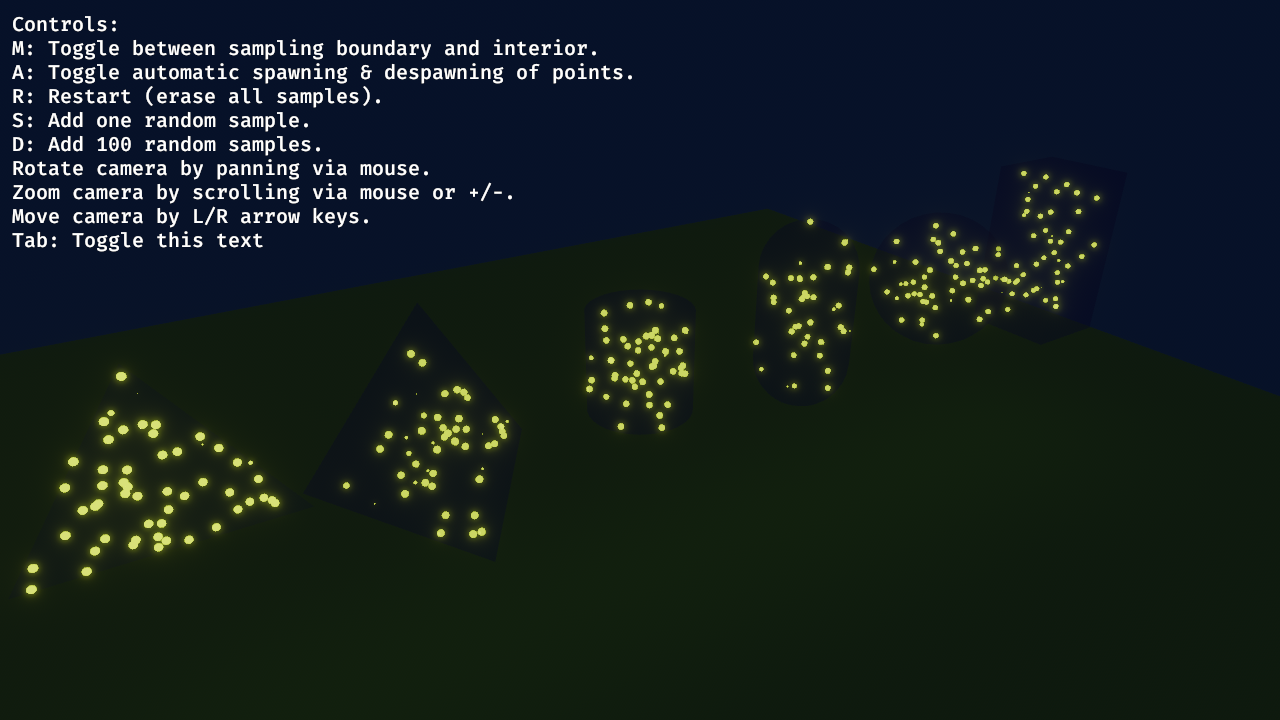 Controls:
M: Toggle between sampling boundary and interior.
A: Toggle automatic spawning & despawning of points.
R: Restart (erase all samples).
S: Add one random sample.
D: Add 100 random samples.
Rotate camera by panning via mouse.
Zoom camera by scrolling via mouse or +/-.
Move camera by L/R arrow keys.
Tab: Toggle this text